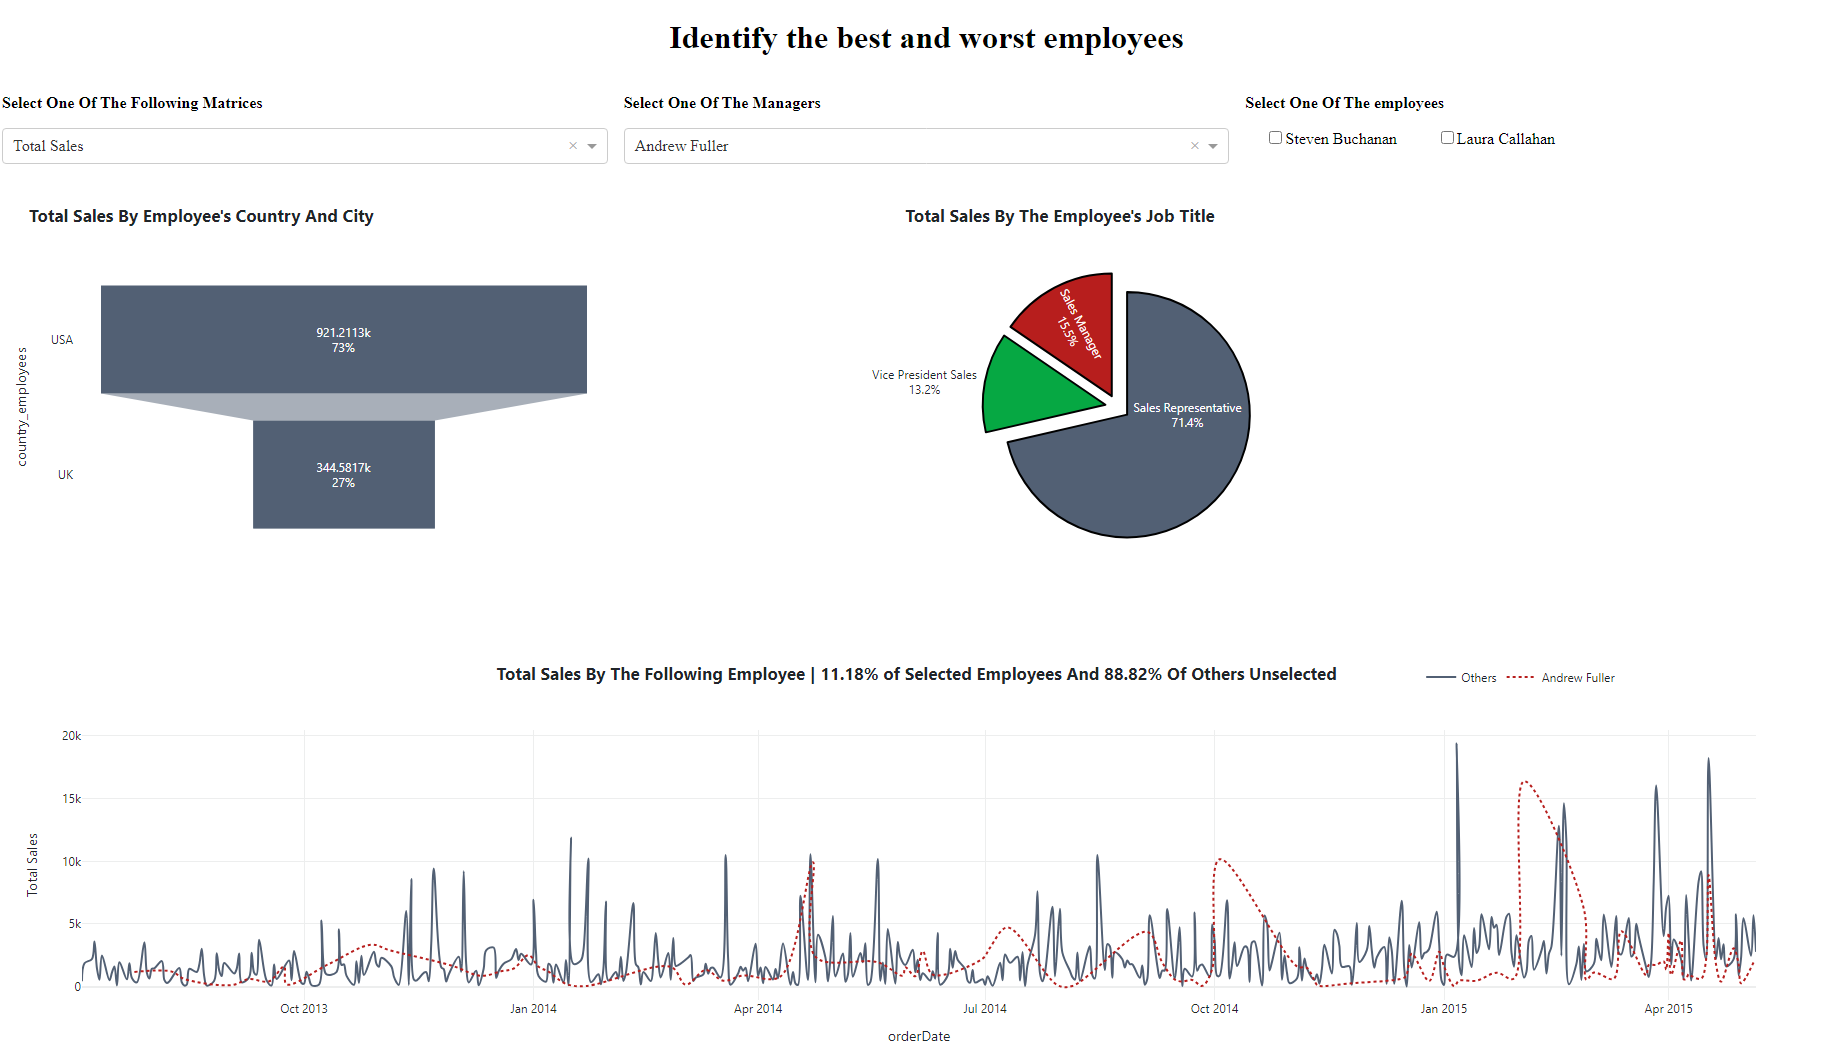 Identify the best and worst employees
Select One Of The Following Matrices
Select One Of The Managers
Select One Of The employees
Total Sales
×
Andrew Fuller
×
Steven Buchanan
Laura Callahan
Total Sales By Employee's Country And City
country_employees
USA
921.2113k
73%
UK
344.5817k
27%
Total Sales By The Employee's Job Title
Sales Manager
15.5%
Vice President Sales
13.2%
Sales Representative
71.4%
Total Sales By The Following Employee | 11.18% of Selected Employees And 88.82% Of Others Unselected
Others
Andrew Fuller
Total Sales
20k
15k
10k
5k
0
Oct 2013
Jan 2014
Apr 2014
Jul 2014
Oct 2014
Jan 2015
Apr 2015
orderDate